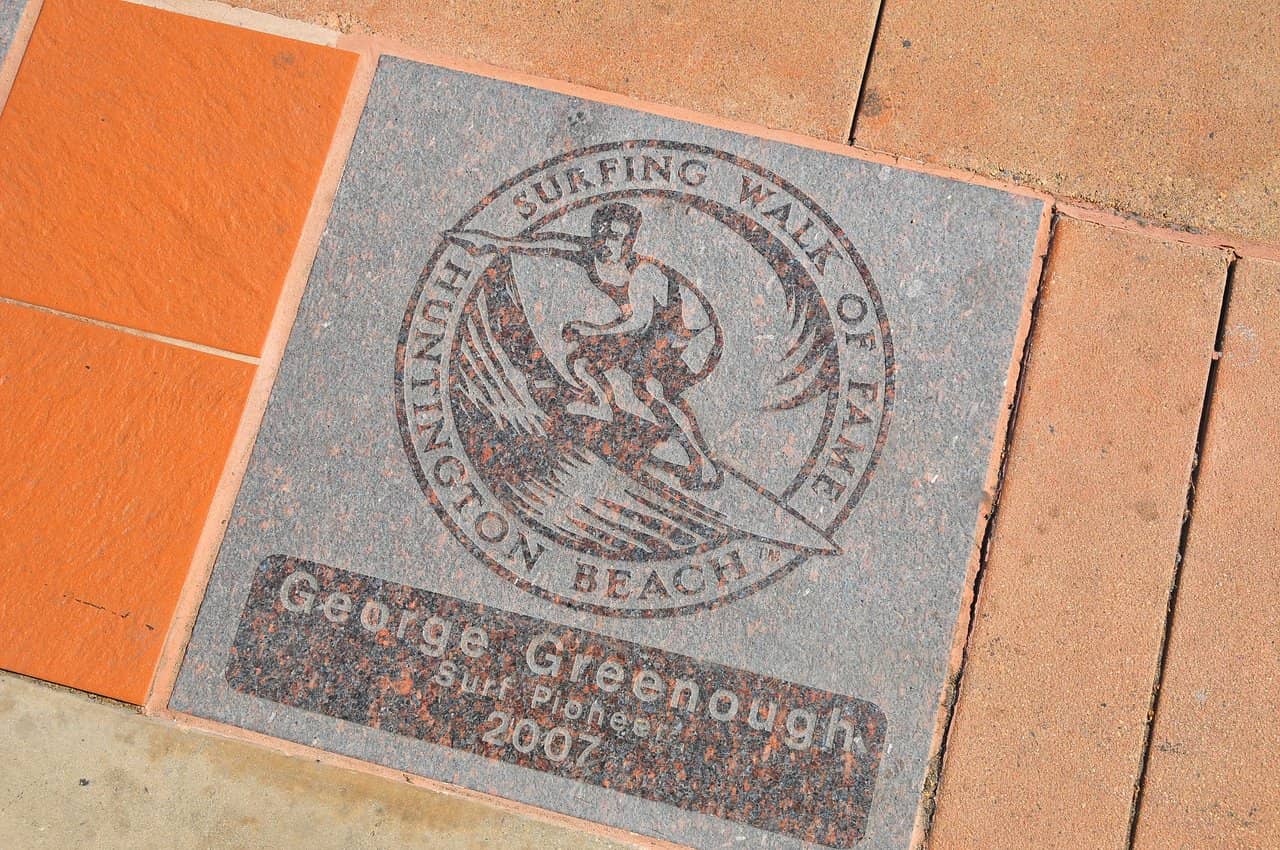 HUNTINGTON BEACH™
SURFING WALK OF FAME
George Greenough
Surf Pioneer
2007